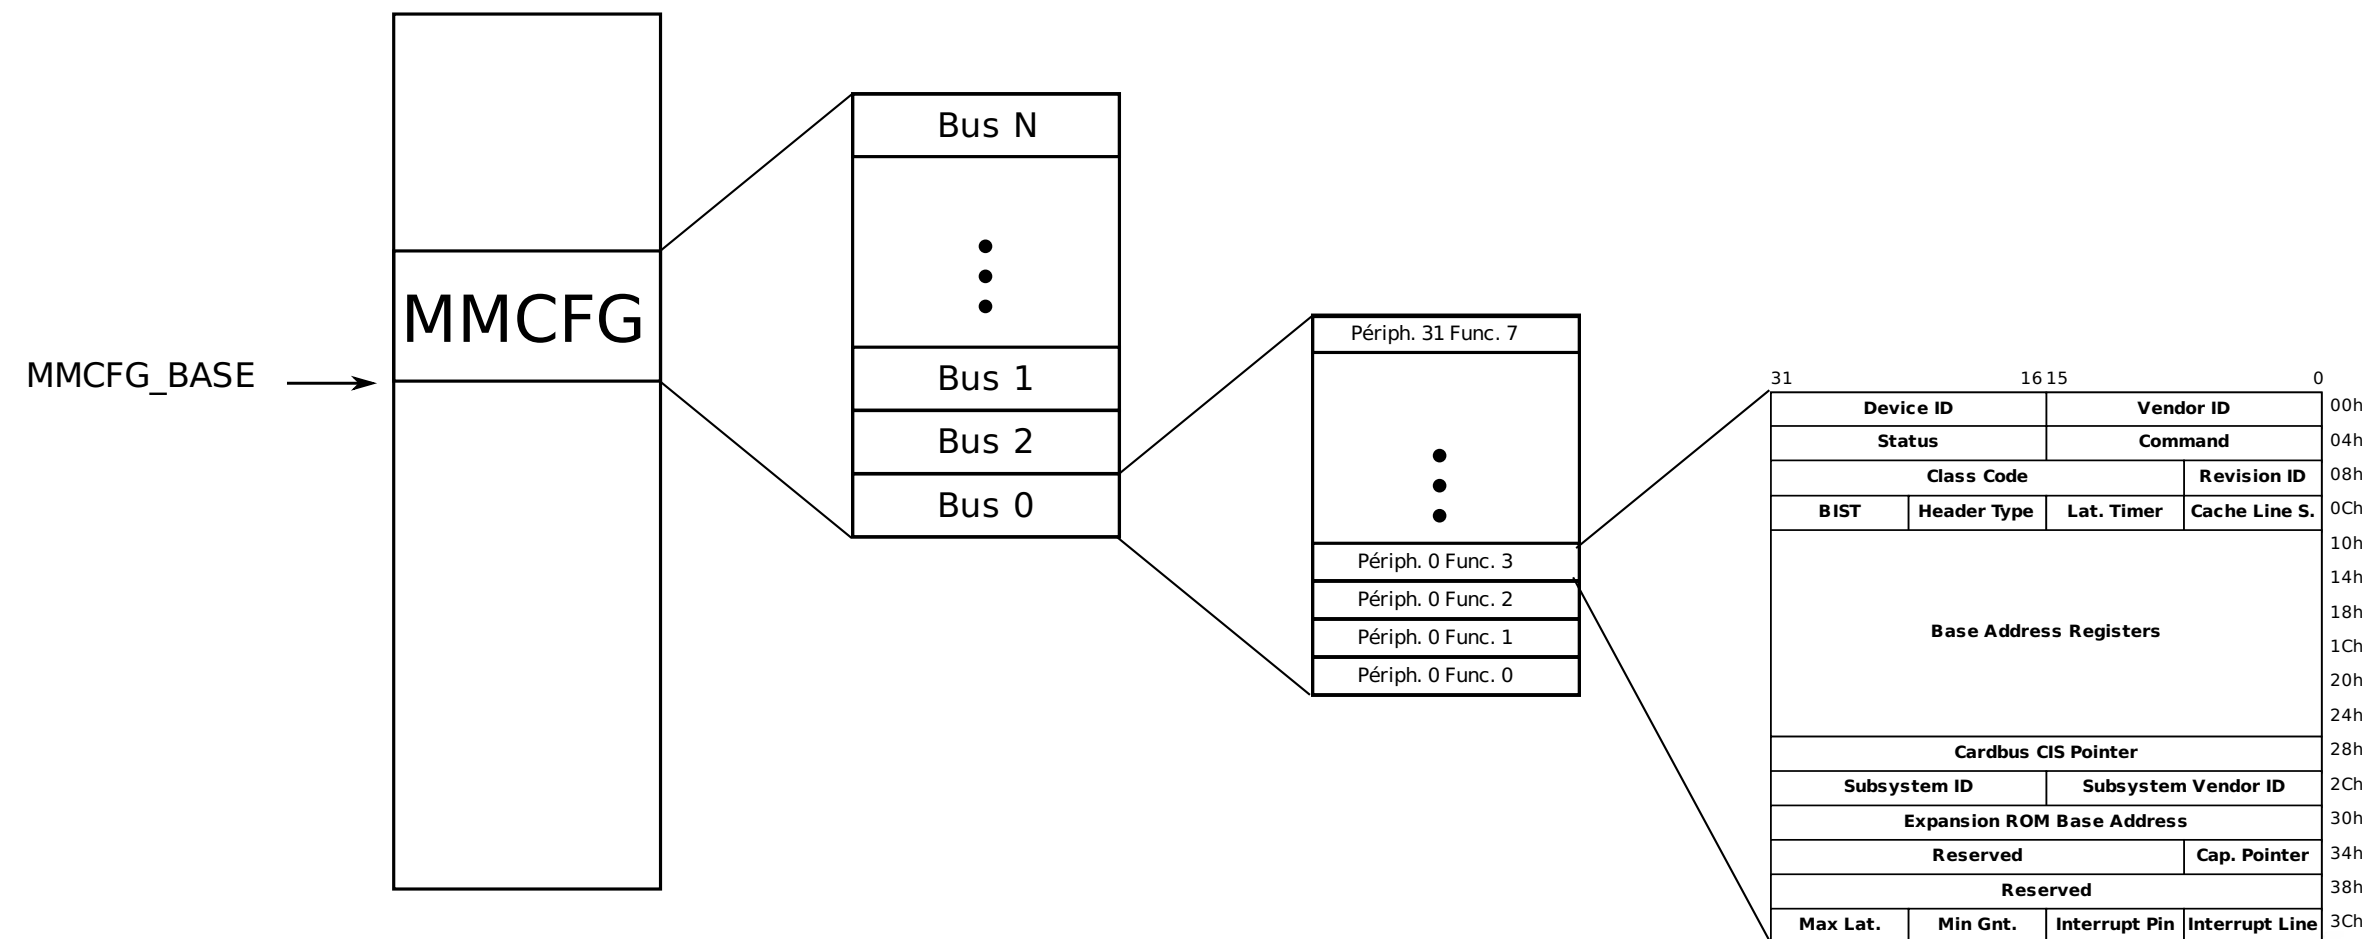 MMCFG_BASE
MMCFG
Bus N
Bus 1
Bus 2
Bus 0
Périph. 31 Func. 7
Périph. 0 Func. 3
Périph. 0 Func. 2
Périph. 0 Func. 1
Périph. 0 Func. 0
31 16 15 0
Device ID Vendor ID 00h
Status Command 04h
Class Code Revision ID 08h
BIST Header Type Lat. Timer Cache Line S. 0Ch
10h
14h
18h
Base Address Registers
1Ch
20h
24h
Cardbus CIS Pointer 28h
Subsystem ID Subsystem Vendor ID 2Ch
Expansion ROM Base Address 30h
Reserved Cap. Pointer 34h
Reserved 38h
Max Lat. Min Gnt. Interrupt Pin Interrupt Line 3Ch